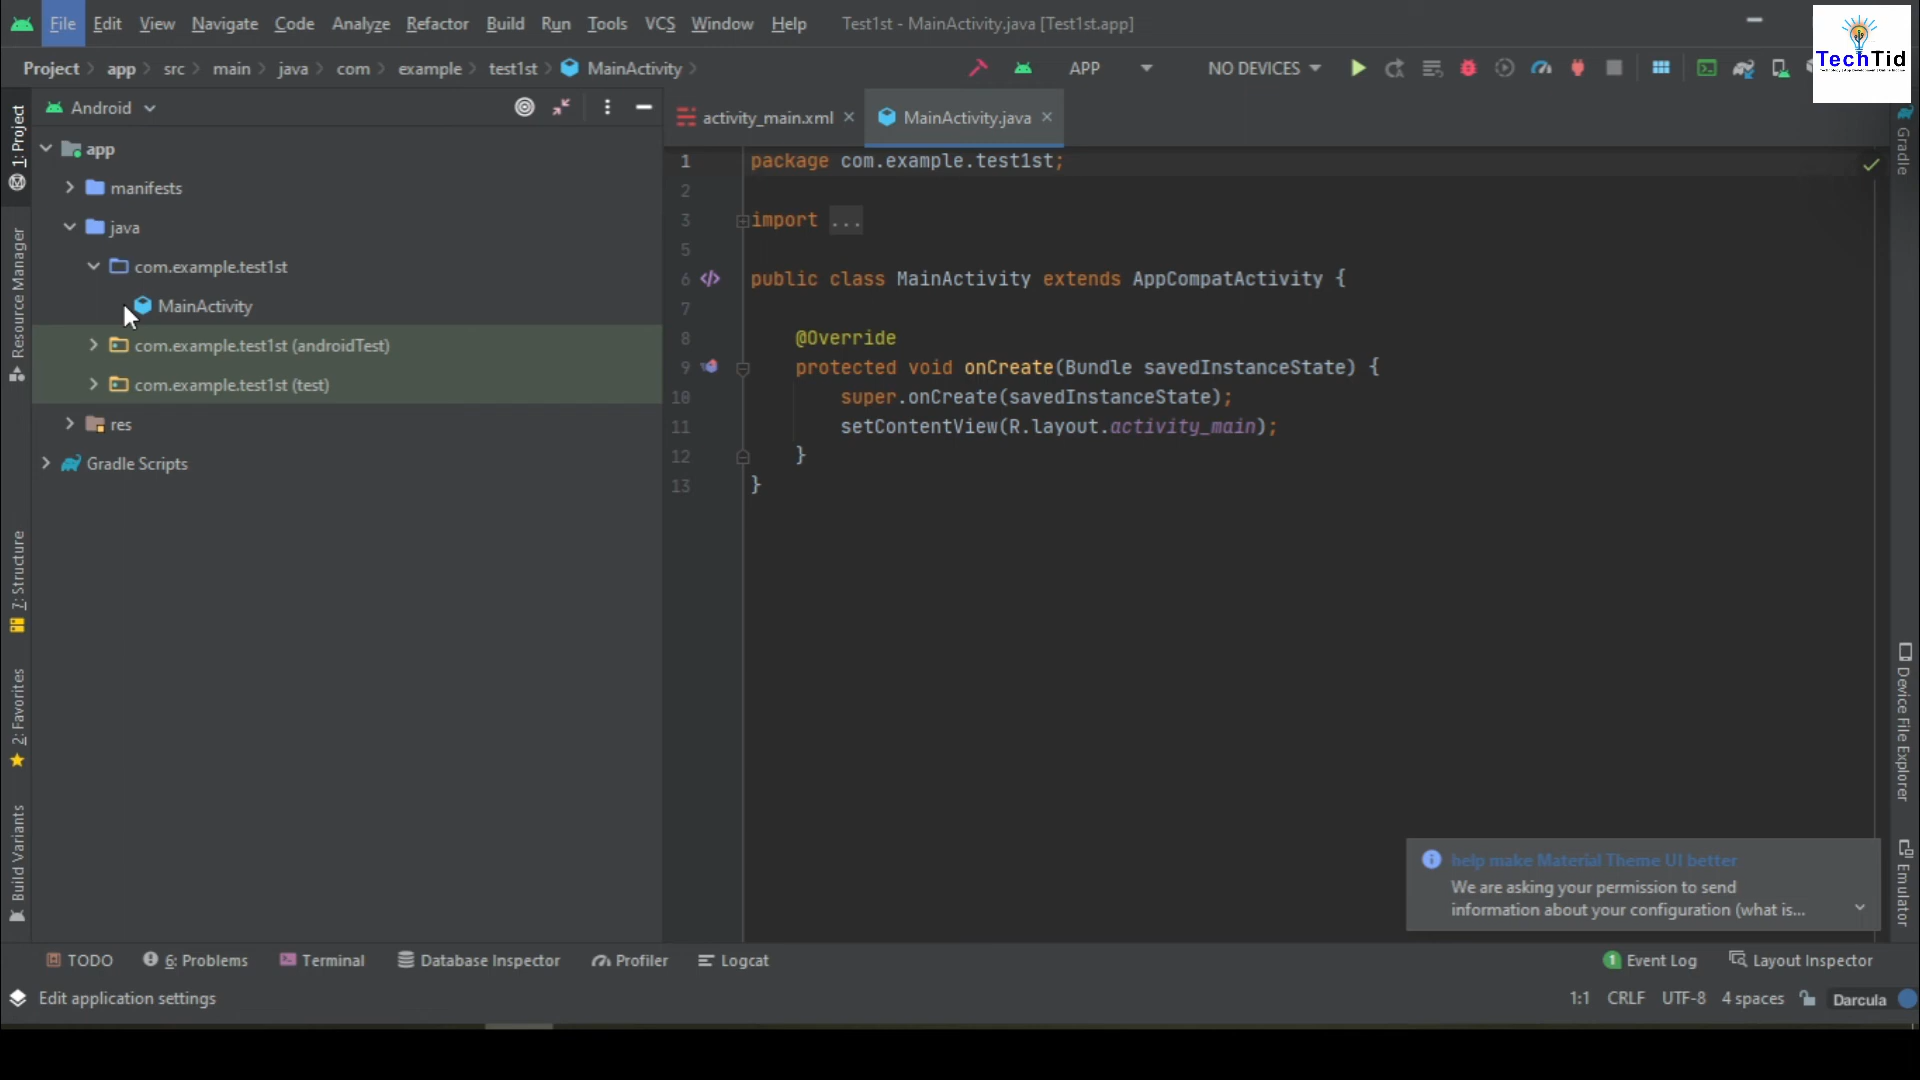 File Edit View Navigate Code Analyze Refactor Build Run Tools VCS Window Help Test1st - MainActivity.java [Test1st.app]
TechTid
Project app src main java com example test1st MainActivity APP NO DEVICES
1: Project
Resource Manager
7: Structure
2: Favorites
Build Variants
Android
app
manifests
java
com.example.test1st
MainActivity
com.example.test1st (androidTest)
com.example.test1st (test)
res
Gradle Scripts
activity_main.xml MainActivity.java
1 package com.example.test1st;
2
3 import ...
5
6 public class MainActivity extends AppCompatActivity {
7
8 @Override
9 protected void onCreate(Bundle savedInstanceState) {
10 super.onCreate(savedInstanceState);
11 setContentView(R.layout.activity_main);
12 }
13 }
Gradle
Device File Explorer
Emulator
help make Material Theme UI better
We are asking your permission to send
information about your configuration (what is...
TODO 6: Problems Terminal Database Inspector Profiler Logcat 1 Event Log Layout Inspector
Edit application settings 1:1 CRLF UTF-8 4 spaces Darcula